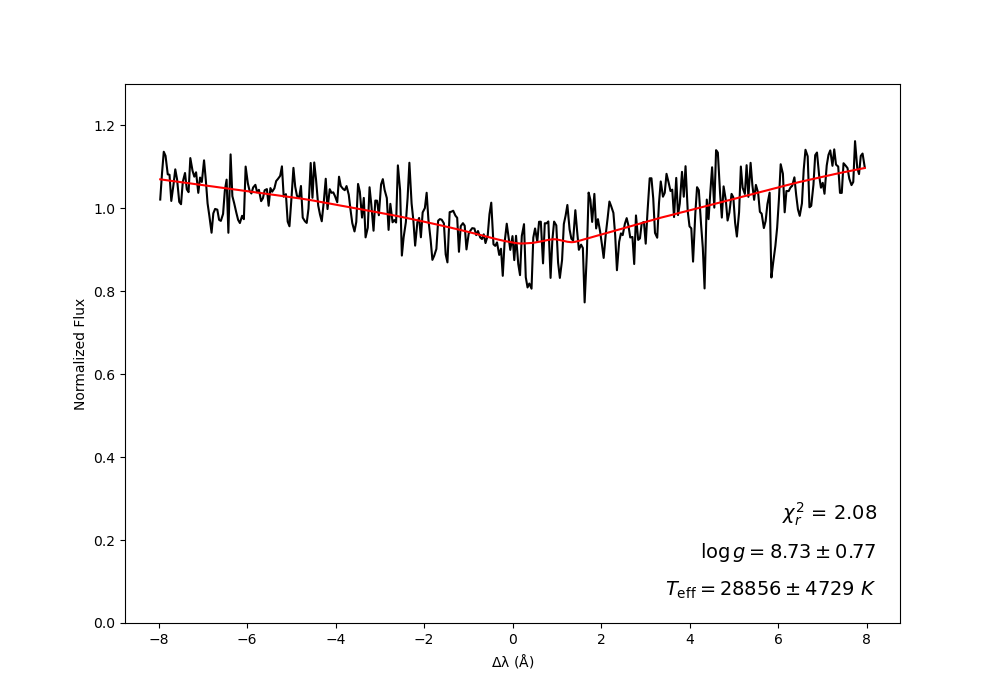 1.2
1.0
0.8
0.6
0.4
0.2
0.0
Normalized Flux
χ²ᵣ = 2.08
log g = 8.73 ± 0.77
T_eff = 28856 ± 4729 K
−8 −6 −4 −2 0 2 4 6 8
Δλ (Å)